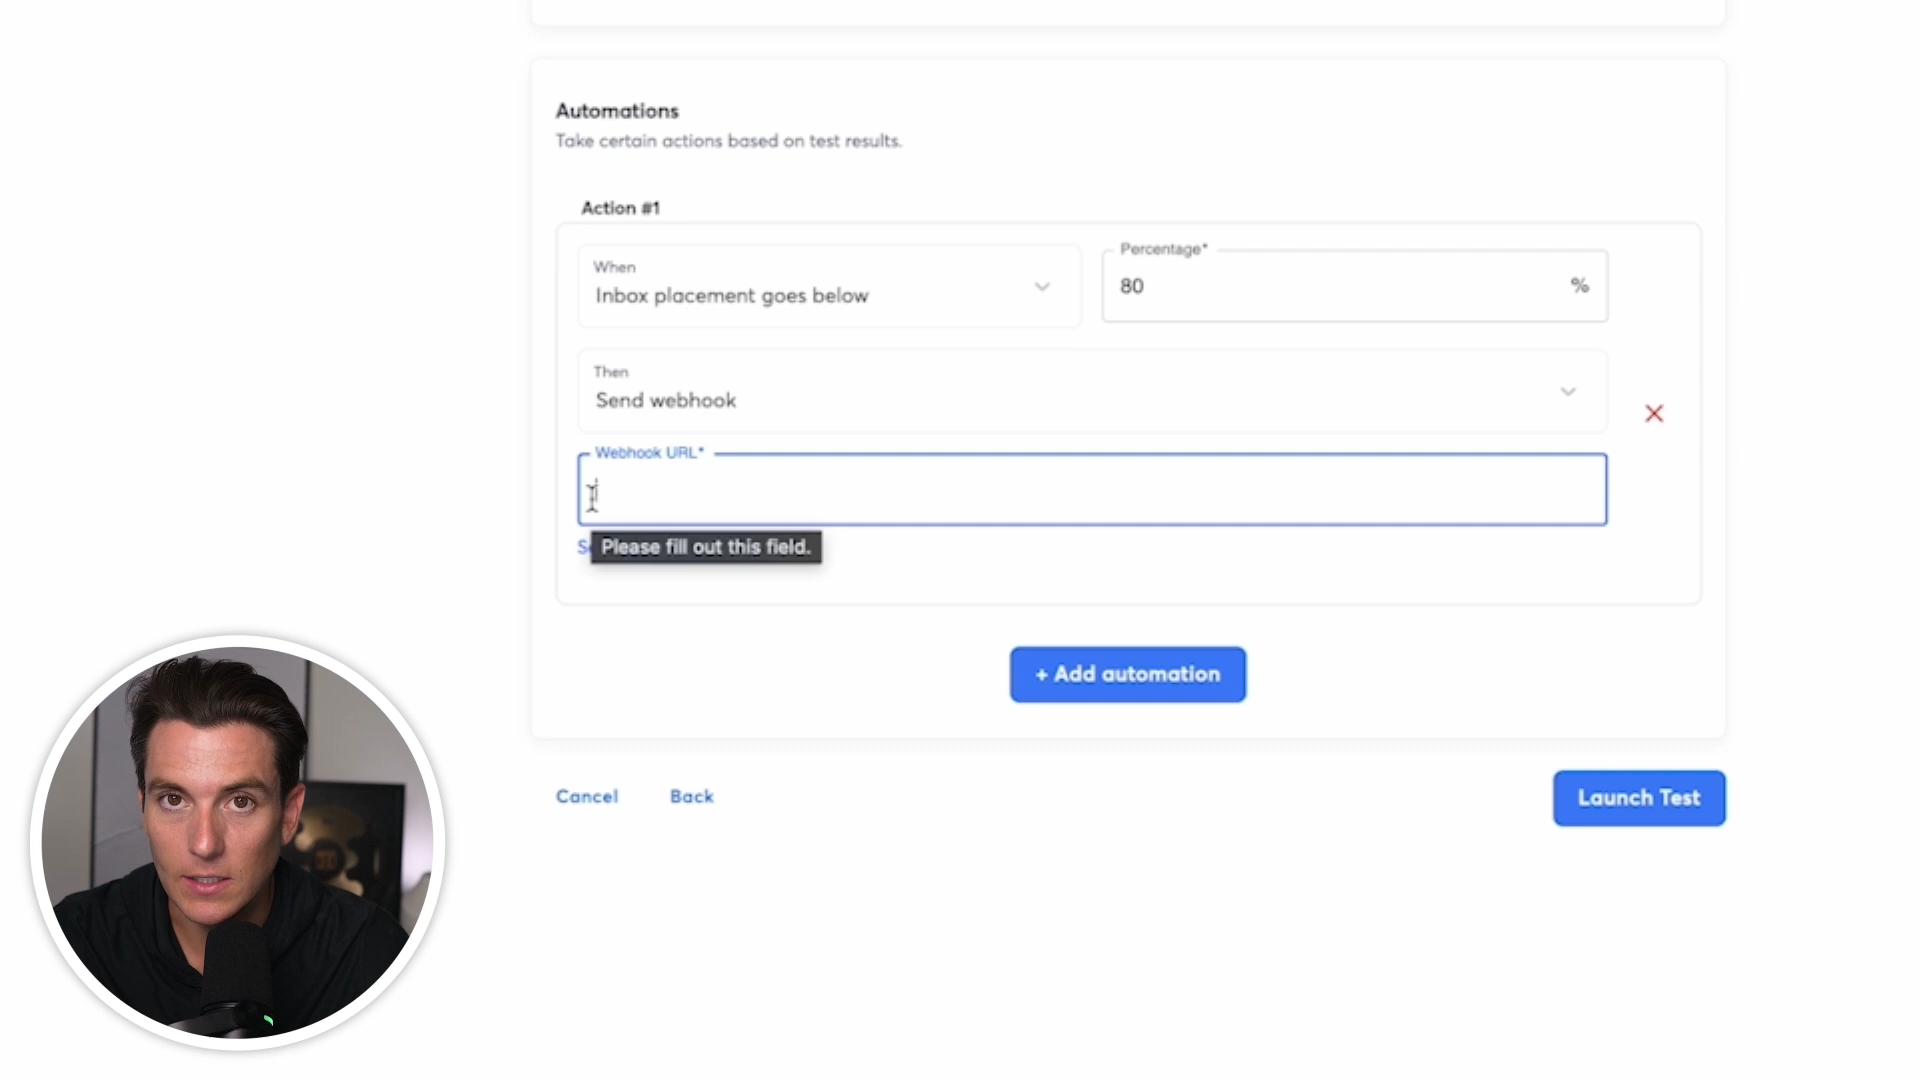 Automations
Take certain actions based on test results.
Action #1
When
Inbox placement goes below
Percentage*
80
%
Then
Send webhook
Webhook URL*
Please fill out this field.
+ Add automation
Cancel
Back
Launch Test